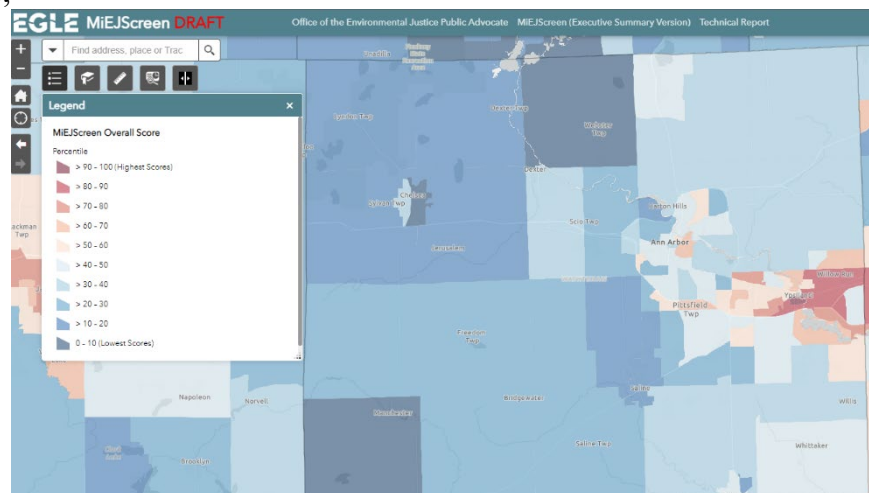 EGLE MiEJScreen DRAFT
Office of the Environmental Justice Public Advocate MiEJScreen (Executive Summary Version) Technical Report
Find address, place or Trac
Legend
MiEJScreen Overall Score
Percentile
> 90 - 100 (Highest Scores)
> 80 - 90
> 70 - 80
> 60 - 70
> 50 - 60
> 40 - 50
> 30 - 40
> 20 - 30
> 10 - 20
0 - 10 (Lowest Scores)
Unadilla
Lyndon Twp
Dexter Twp
Webster Twp
Dexter
Chelsea
Sylvan Twp
Barton Hills
Scio Twp
Ann Arbor
Jerusalem
Willow Run
Ypsilanti
Pittsfield Twp
Freedom Twp
Saline
Napoleon
Norvell
Manchester
Bridgewater
Willis
Saline Twp
Whittaker
Brooklyn